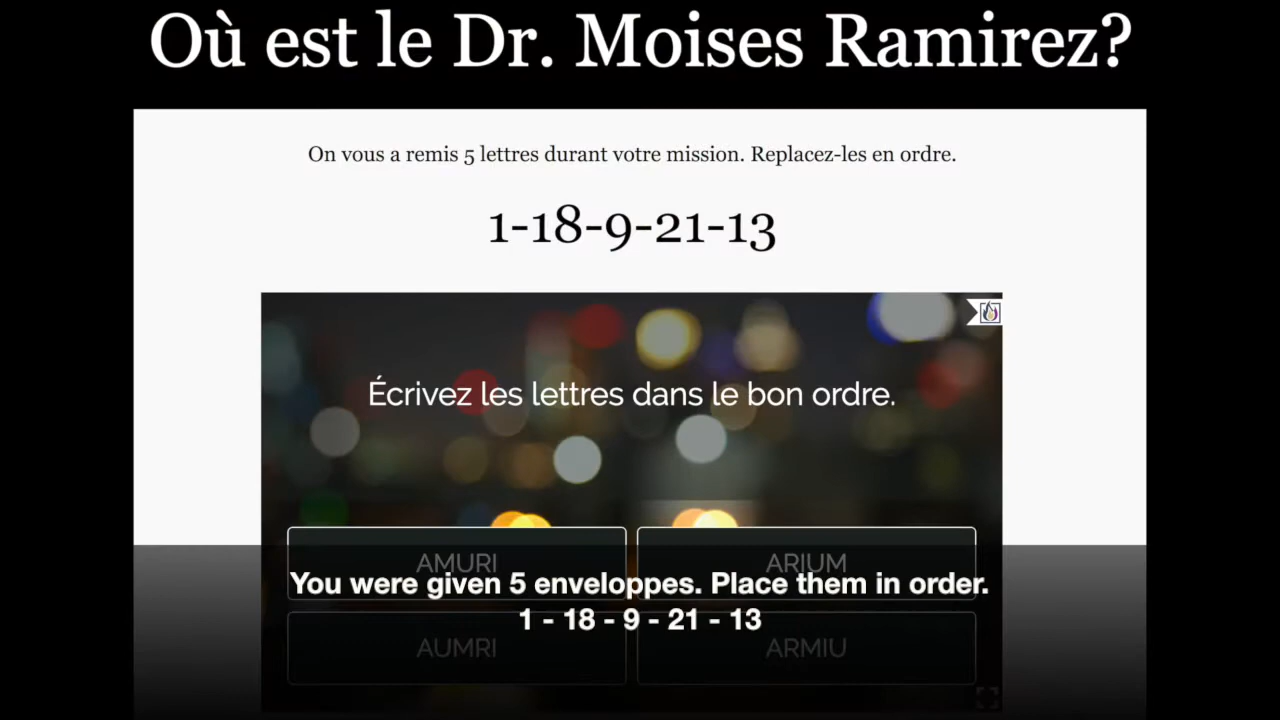 Où est le Dr. Moises Ramirez?
On vous a remis 5 lettres durant votre mission. Replacez-les en ordre.
1-18-9-21-13
Écrivez les lettres dans le bon ordre.
AMURI
ARIUM
You were given 5 enveloppes. Place them in order.
1 - 18 - 9 - 21 - 13
AUMRI
ARMIU